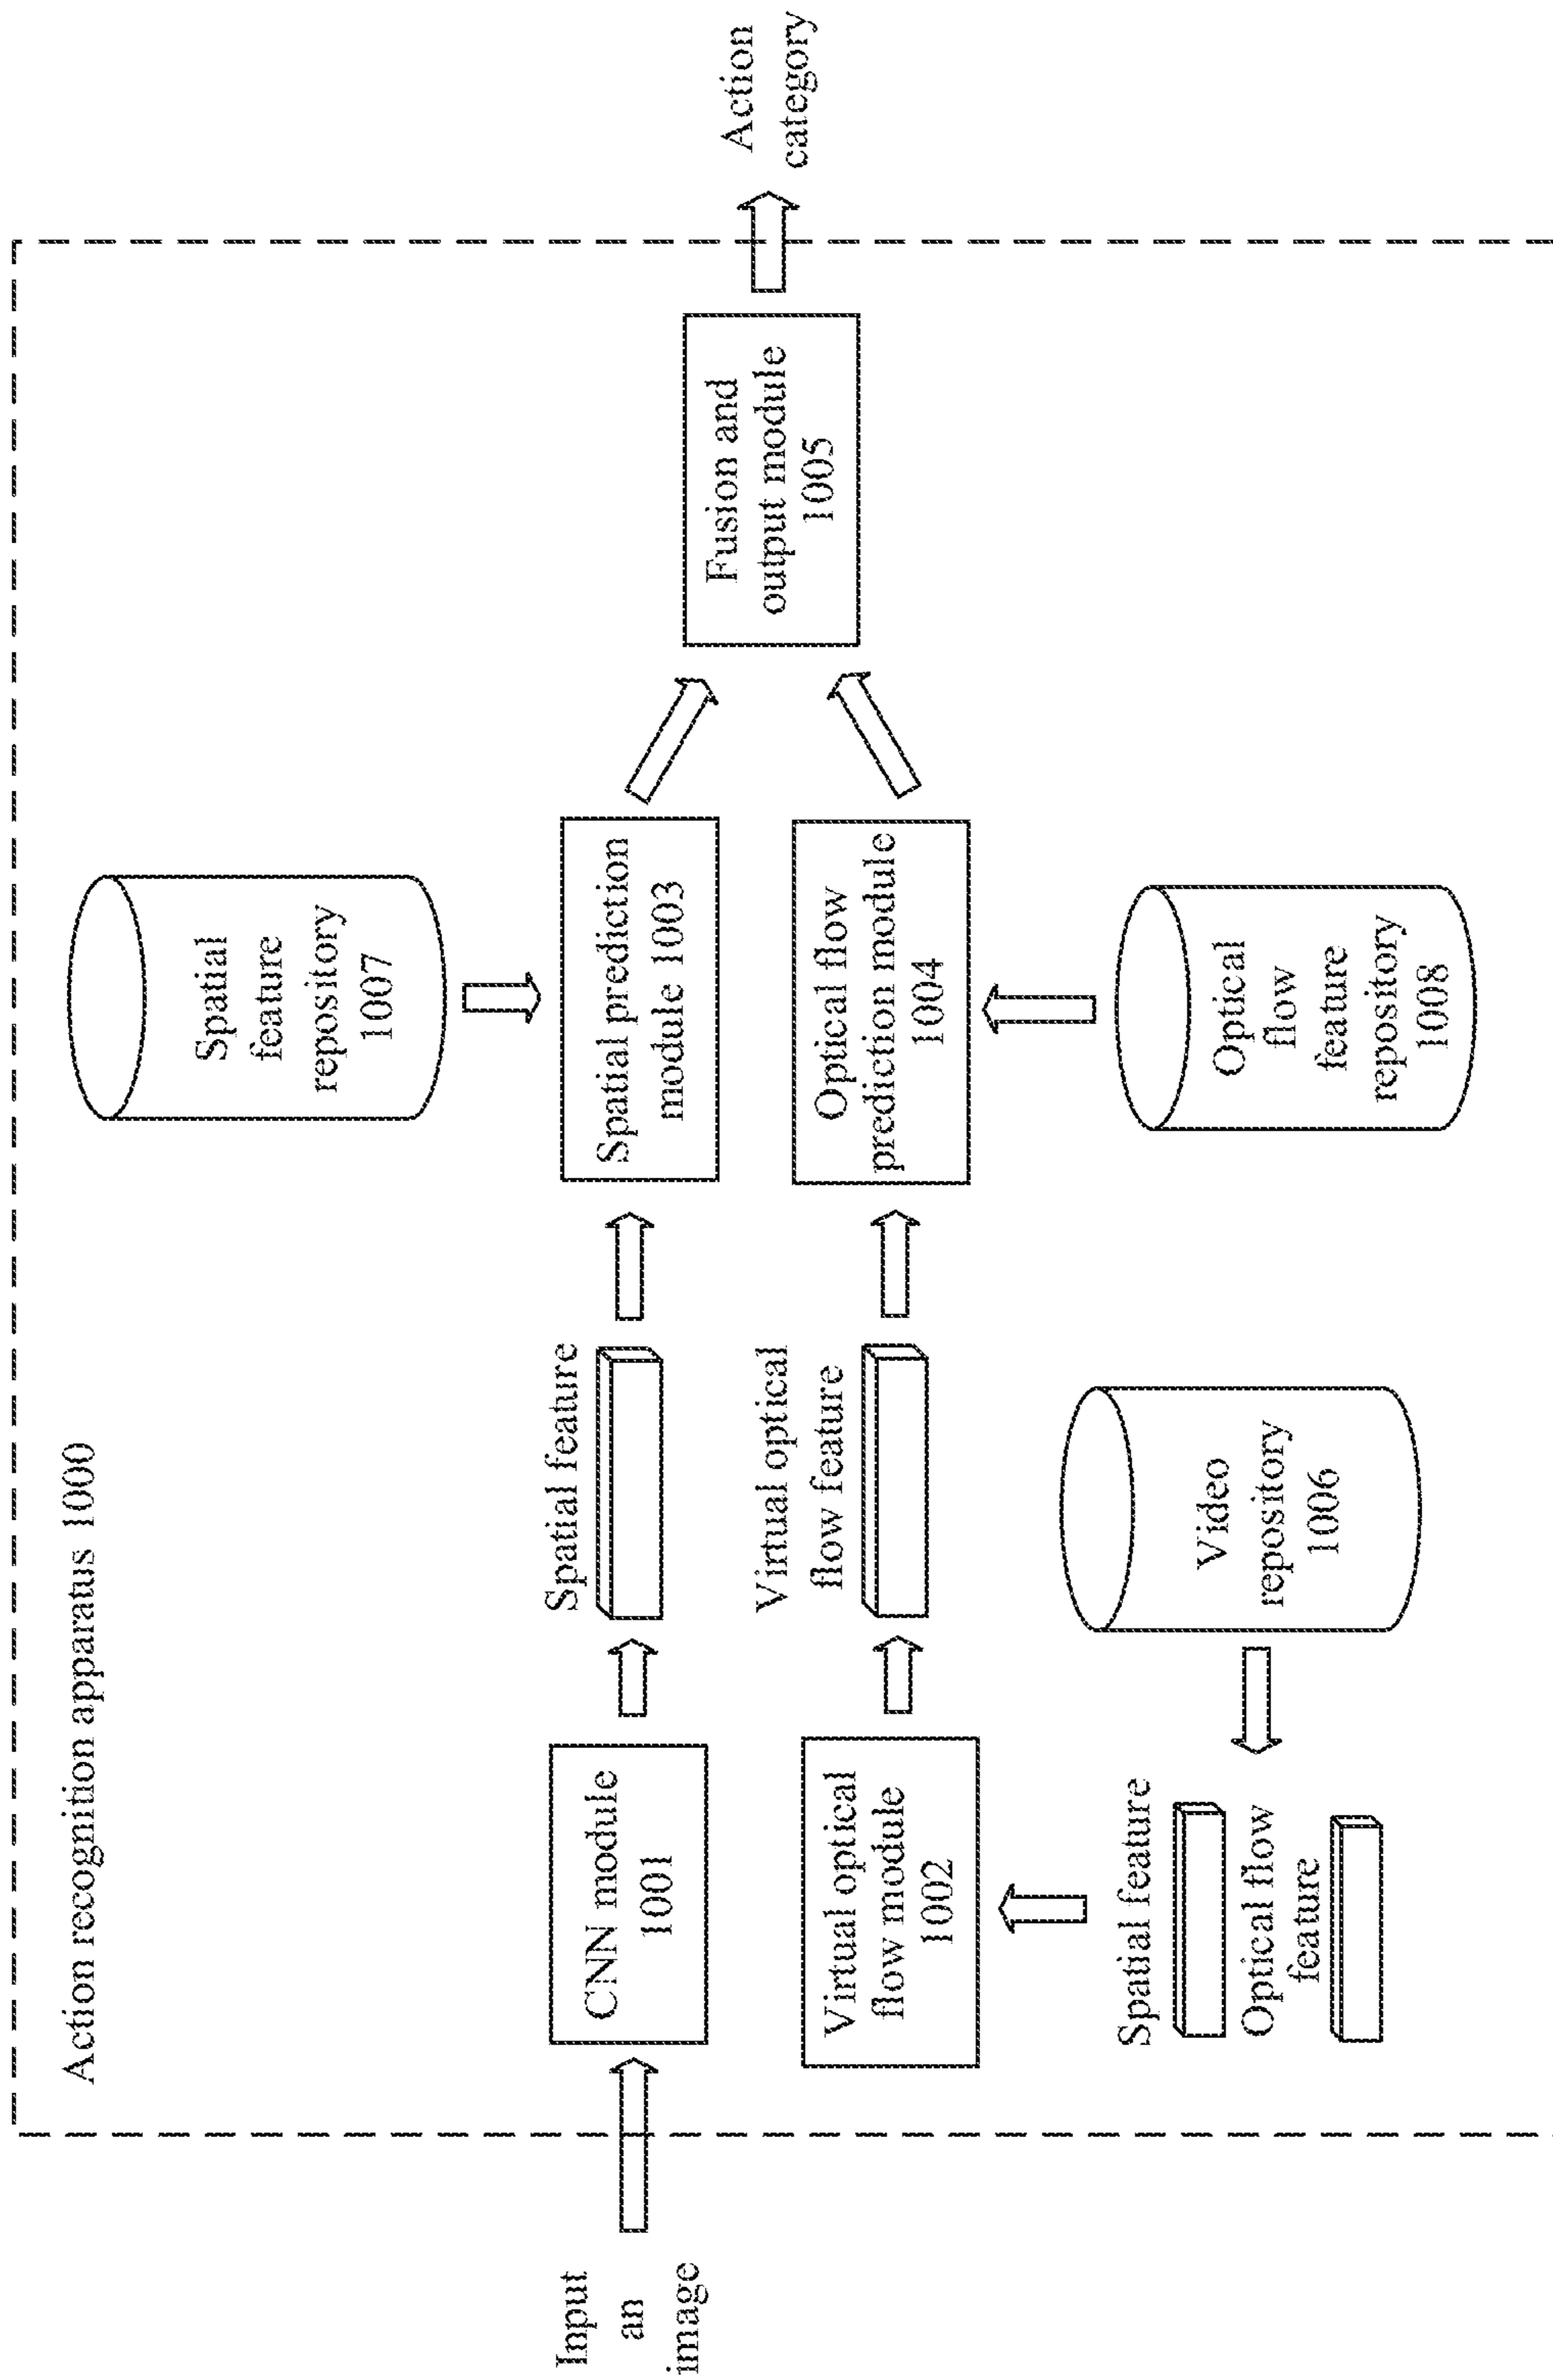 Action recognition apparatus 1000
Input
an
image
CNN module
1001
Spatial feature
Spatial prediction
module 1003
Spatial
feature
repository
1007
Virtual optical
flow module
1002
Virtual optical
flow feature
Optical flow
prediction module
1004
Fusion and
output module
1005
Action
category
Spatial feature
Optical flow
feature
Video
repository
1006
Optical
flow
feature
repository
1008